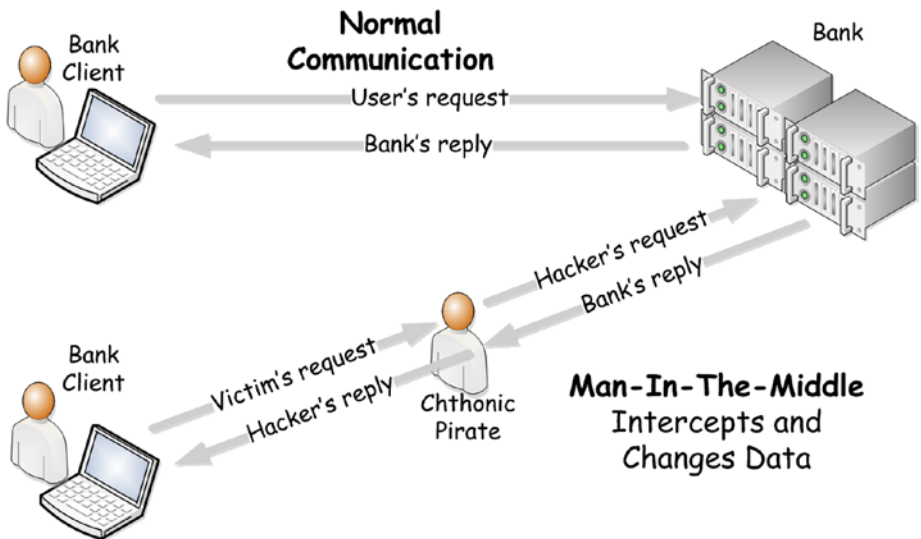 Normal
Communication
Bank
Client
Bank
User's request
Bank's reply
Hacker's request
Bank's reply
Victim's request
Hacker's reply
Bank
Client
Chthonic
Pirate
Man-In-The-Middle
Intercepts and
Changes Data